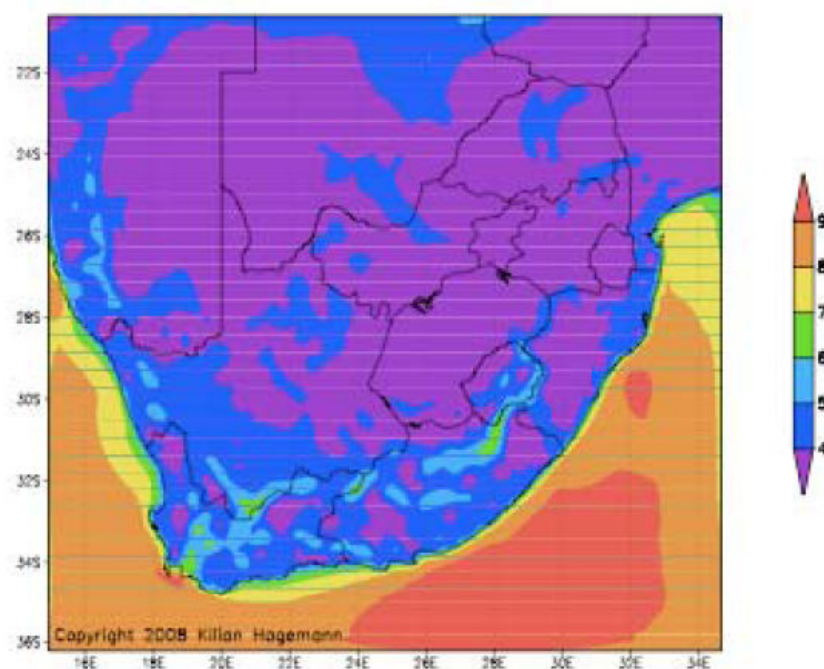 22S
24S
26S
28S
30S
32S
34S
36S
16E 18E 20E 22E 24E 26E 28E 30E 32E 34E
Copyright 2008 Kilian Hagemann
9
8
7
6
5
4